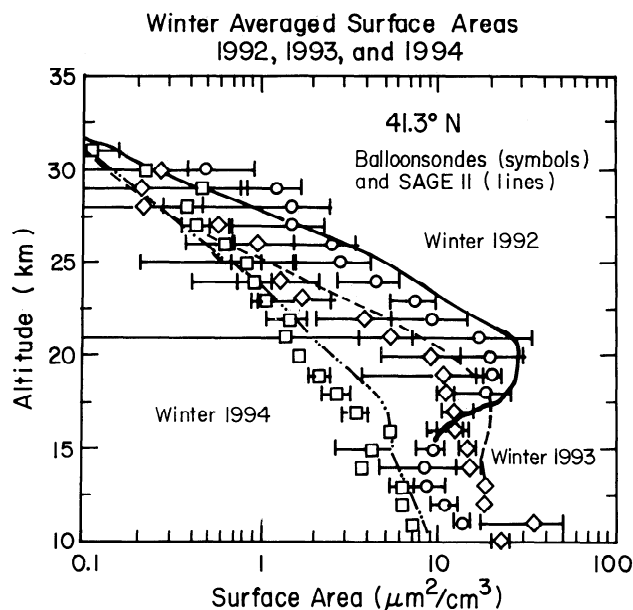 Winter Averaged Surface Areas
1992, 1993, and 1994
35
30
25
20
15
10
Altitude (km)
41.3° N
Balloonsondes (symbols)
and SAGE II (lines)
Winter 1992
Winter 1994
Winter 1993
0.1 1 10 100
Surface Area (μm²/cm³)